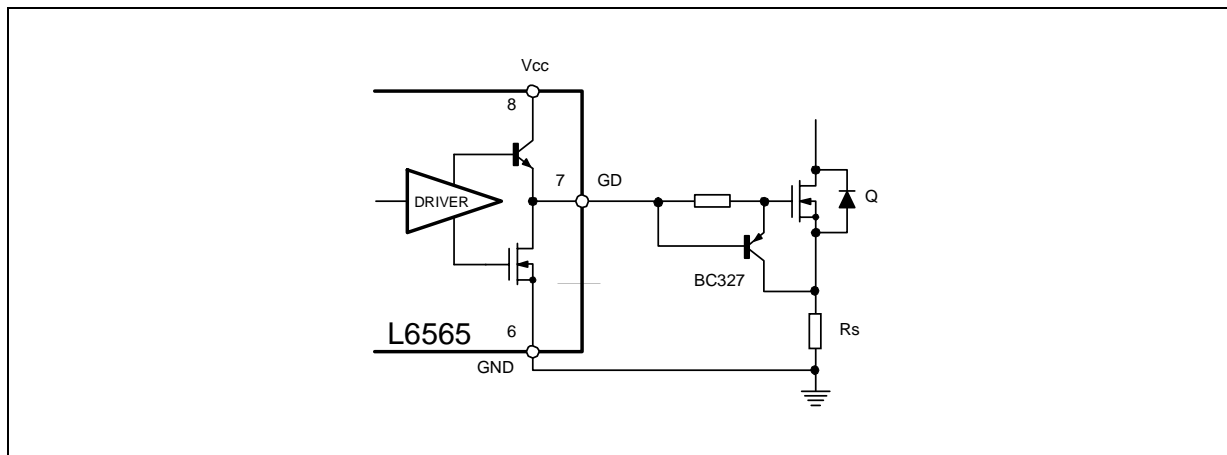 Vcc
8
7
GD
DRIVER
Q
BC327
L6565
6
Rs
GND